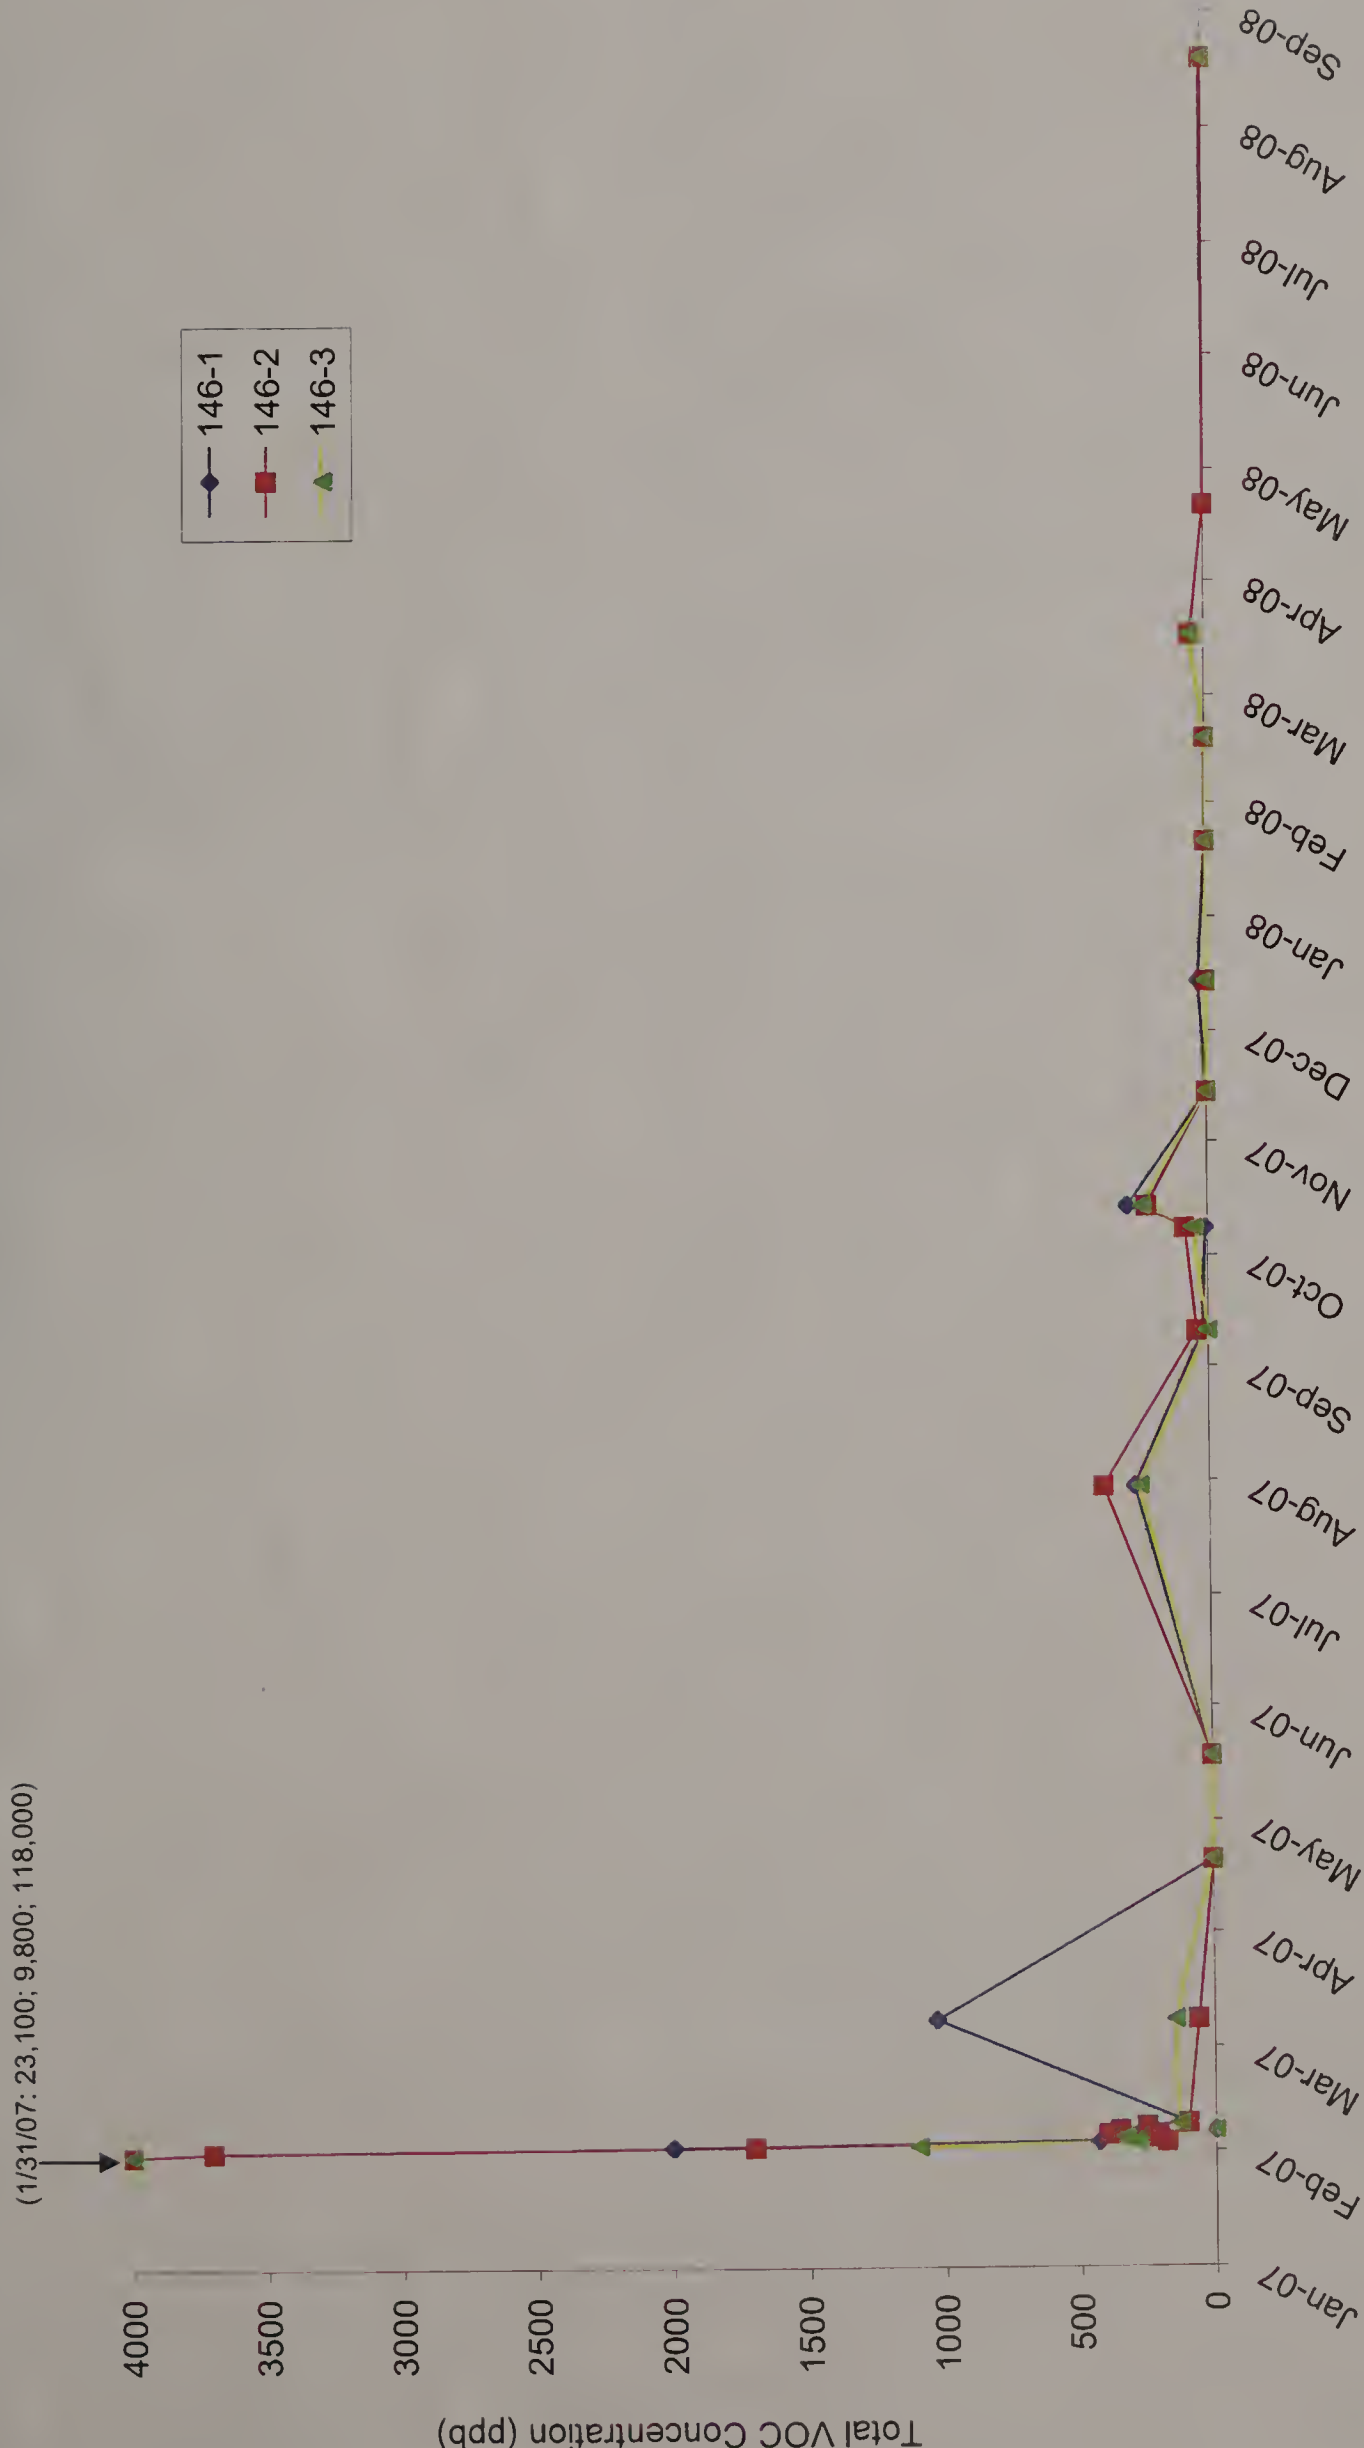 (1/31/07: 23,100; 9,800; 118,000)
146-1
146-2
146-3
Total VOC Concentration (ppb)
4000
3500
3000
2500
2000
1500
1000
500
0
Jan-07
Feb-07
Mar-07
Apr-07
May-07
Jun-07
Jul-07
Aug-07
Sep-07
Oct-07
Nov-07
Dec-07
Jan-08
Feb-08
Mar-08
Apr-08
May-08
Jun-08
Jul-08
Aug-08
Sep-08